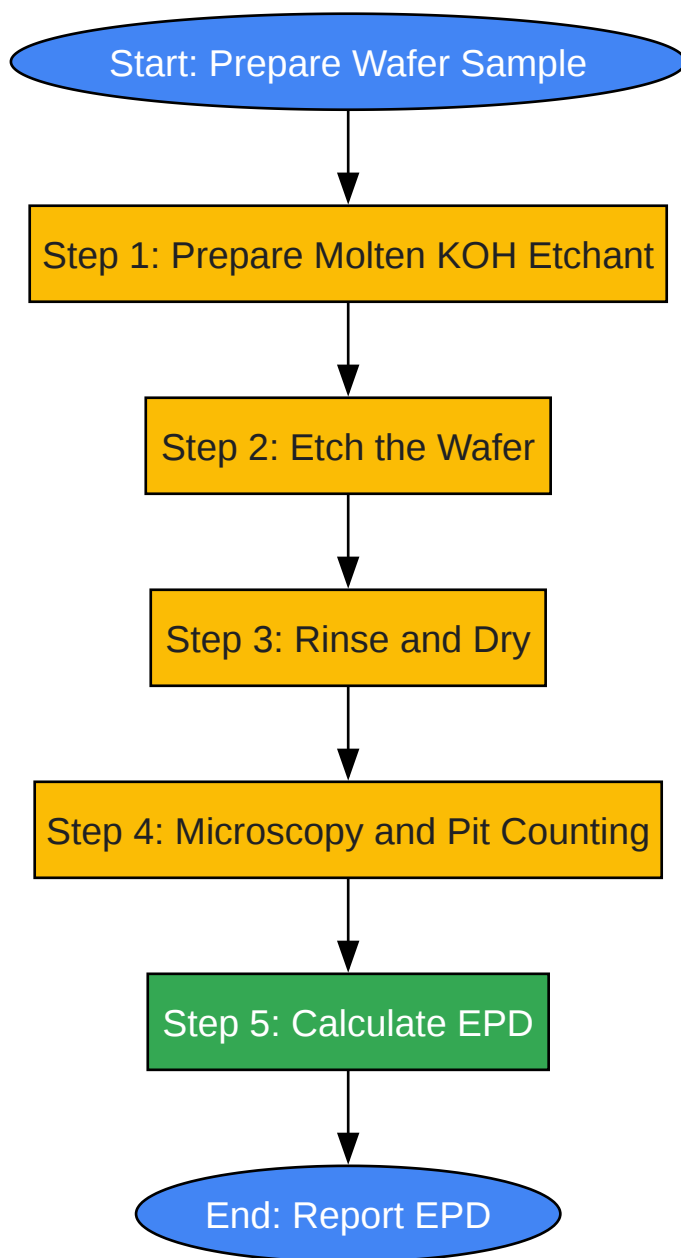 Start: Prepare Wafer Sample
Step 1: Prepare Molten KOH Etchant
Step 2: Etch the Wafer
Step 3: Rinse and Dry
Step 4: Microscopy and Pit Counting
Step 5: Calculate EPD
End: Report EPD